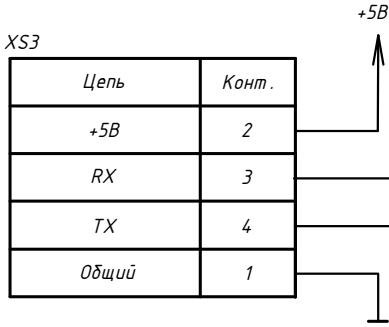 +5В
XS3
Цепь Конт.
+5В 2
RX 3
TX 4
Общий 1